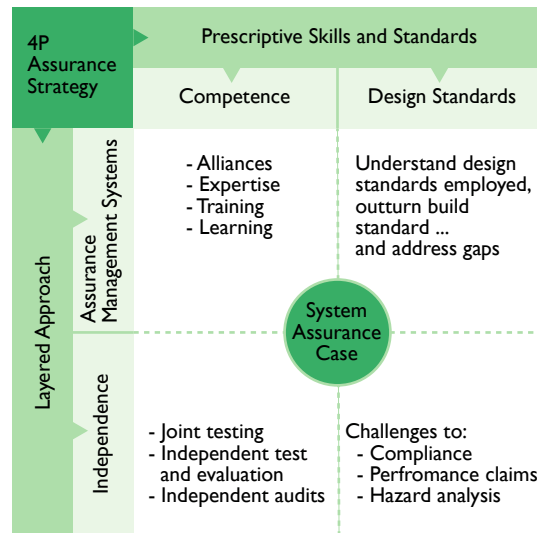 4P
Assurance
Strategy
Prescriptive Skills and Standards
Competence
Design Standards
Layered Approach
Assurance
Management Systems
- Alliances
- Expertise
- Training
- Learning
Understand design
standards employed,
outturn build
standard ...
and address gaps
System
Assurance
Case
Independence
- Joint testing
- Independent test
and evaluation
- Independent audits
Challenges to:
- Compliance
- Perfromance claims
- Hazard analysis